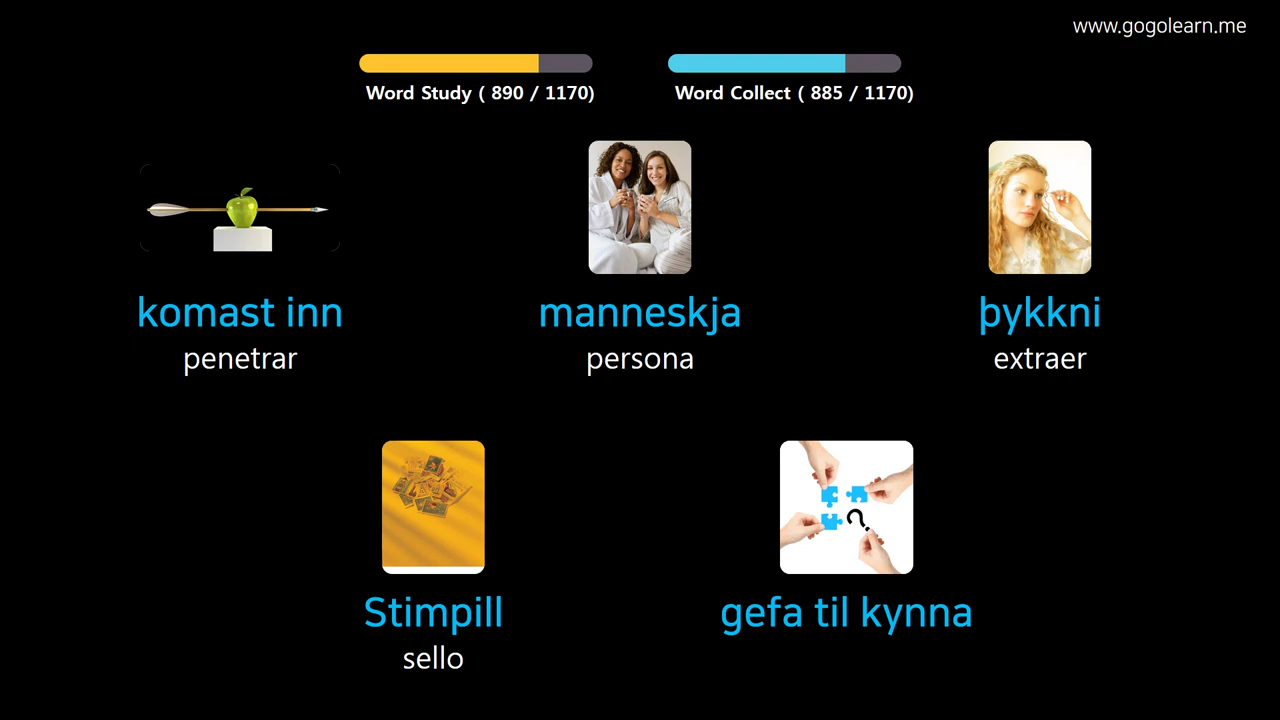 www.gogolearn.me
Word Study ( 890 / 1170)
Word Collect ( 885 / 1170)
komast inn
penetrar
manneskja
persona
þykkni
extraer
Stimpill
sello
gefa til kynna
?